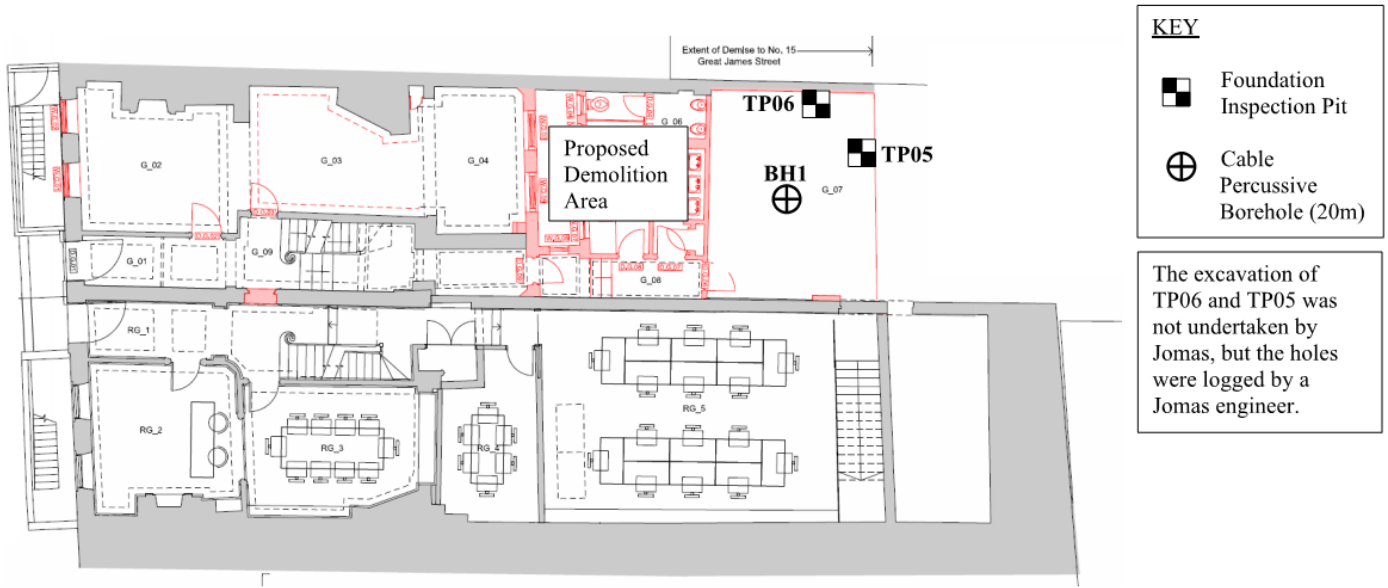 Extent of Demise to No. 15
Great James Street
KEY
Foundation
Inspection Pit
Cable
Percussive
Borehole (20m)
The excavation of
TP06 and TP05 was
not undertaken by
Jomas, but the holes
were logged by a
Jomas engineer.
TP06
TP05
BH1
G_07
G_06
Proposed
Demolition
Area
G_02
G_03
G_04
G_01
G_09
G_08
RG_1
RG_2
RG_3
RG_4
RG_5